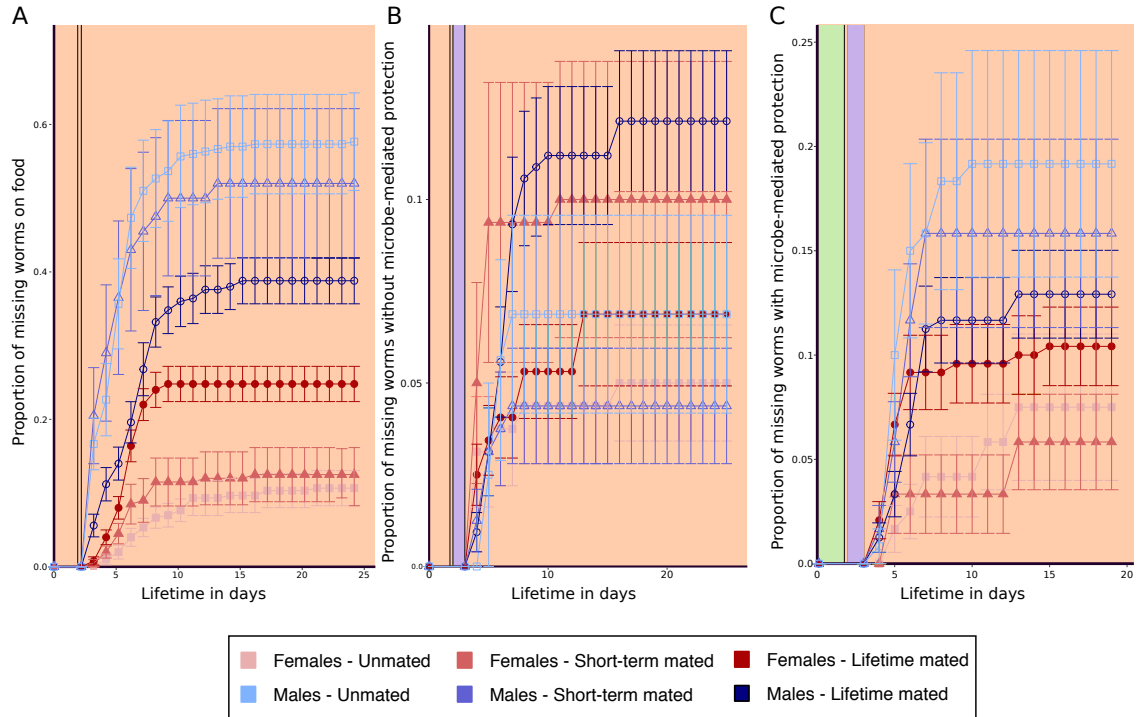 A
B
C
Proportion of missing worms on food
0.6
0.4
0.2
0.0
0
5
10
15
20
25
Lifetime in days
Proportion of missing worms without microbe-mediated protection
0.1
0.05
0.00
0
10
20
Lifetime in days
Proportion of missing worms with microbe-mediated protection
0.25
0.20
0.15
0.10
0.05
0.00
0
5
10
15
20
Lifetime in days
Females - Unmated
Females - Short-term mated
Females - Lifetime mated
Males - Unmated
Males - Short-term mated
Males - Lifetime mated